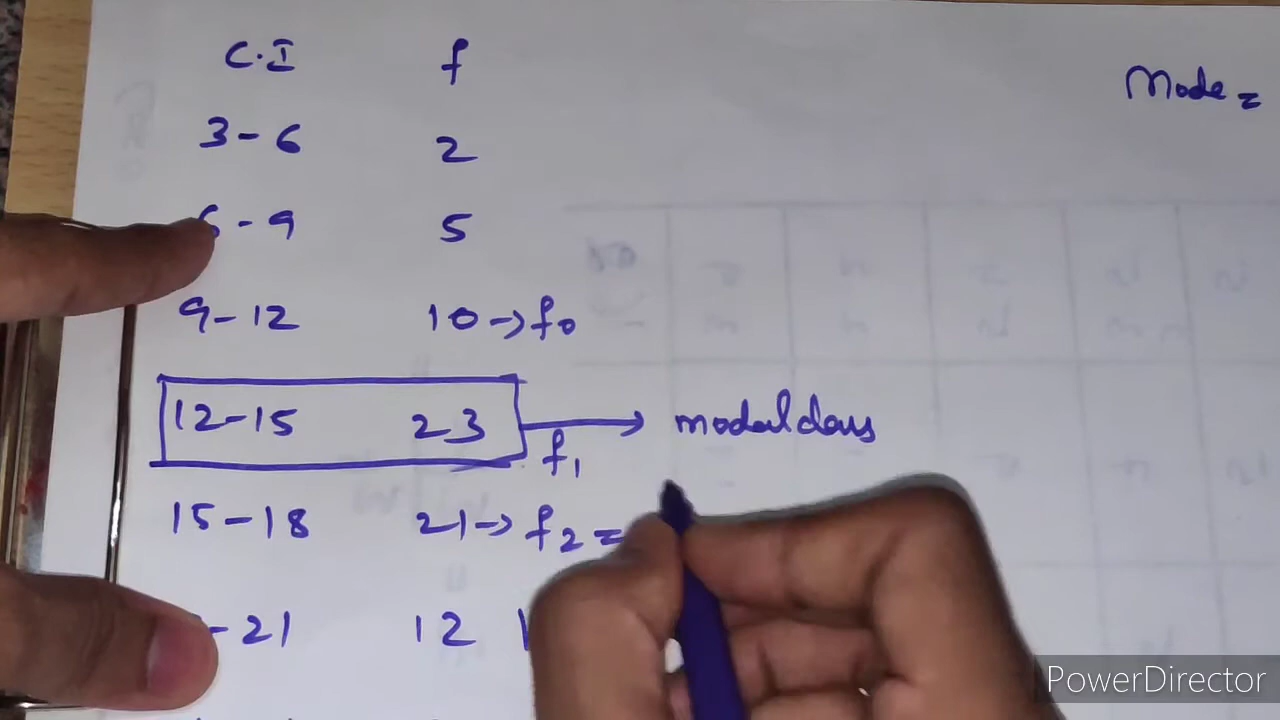 C.I f
Mode =
3-6 2
6-9 5
9-12 10→f0
12-15 23 → modal class
f1
15-18 21→f2=
-21 12
PowerDirector